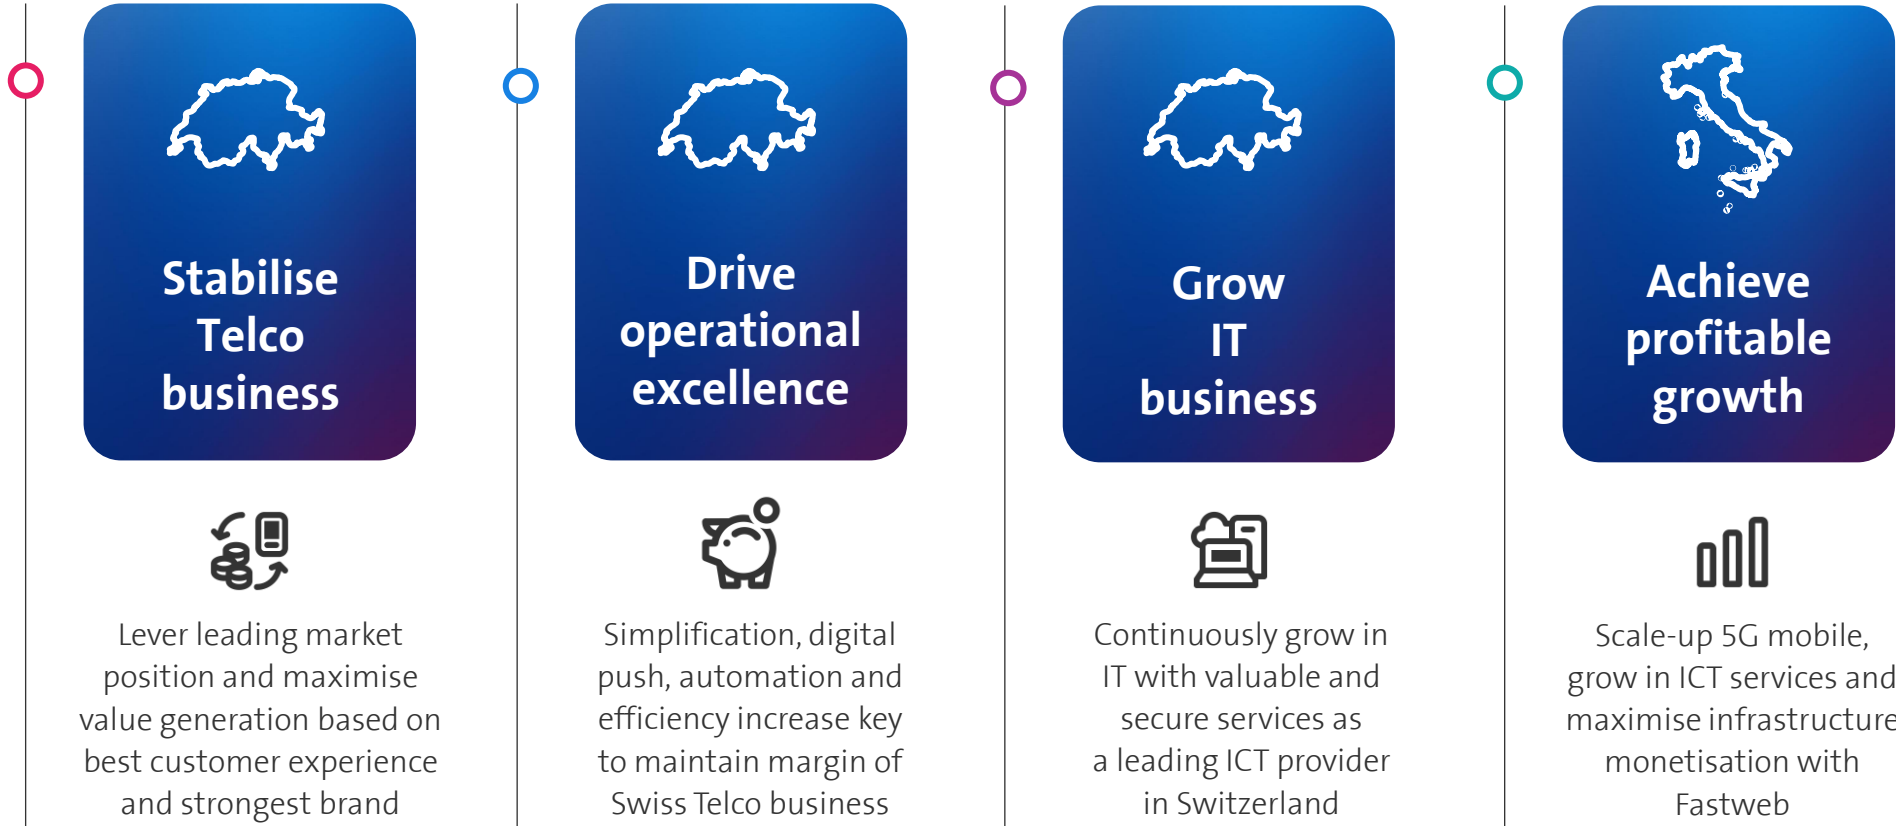 Stabilise
Telco
business
Lever leading market
position and maximise
value generation based on
best customer experience
and strongest brand
Drive
operational
excellence
Simplification, digital
push, automation and
efficiency increase key
to maintain margin of
Swiss Telco business
Grow
IT
business
Continuously grow in
IT with valuable and
secure services as
a leading ICT provider
in Switzerland
Achieve
profitable
growth
Scale-up 5G mobile,
grow in ICT services and
maximise infrastructure
monetisation with
Fastweb